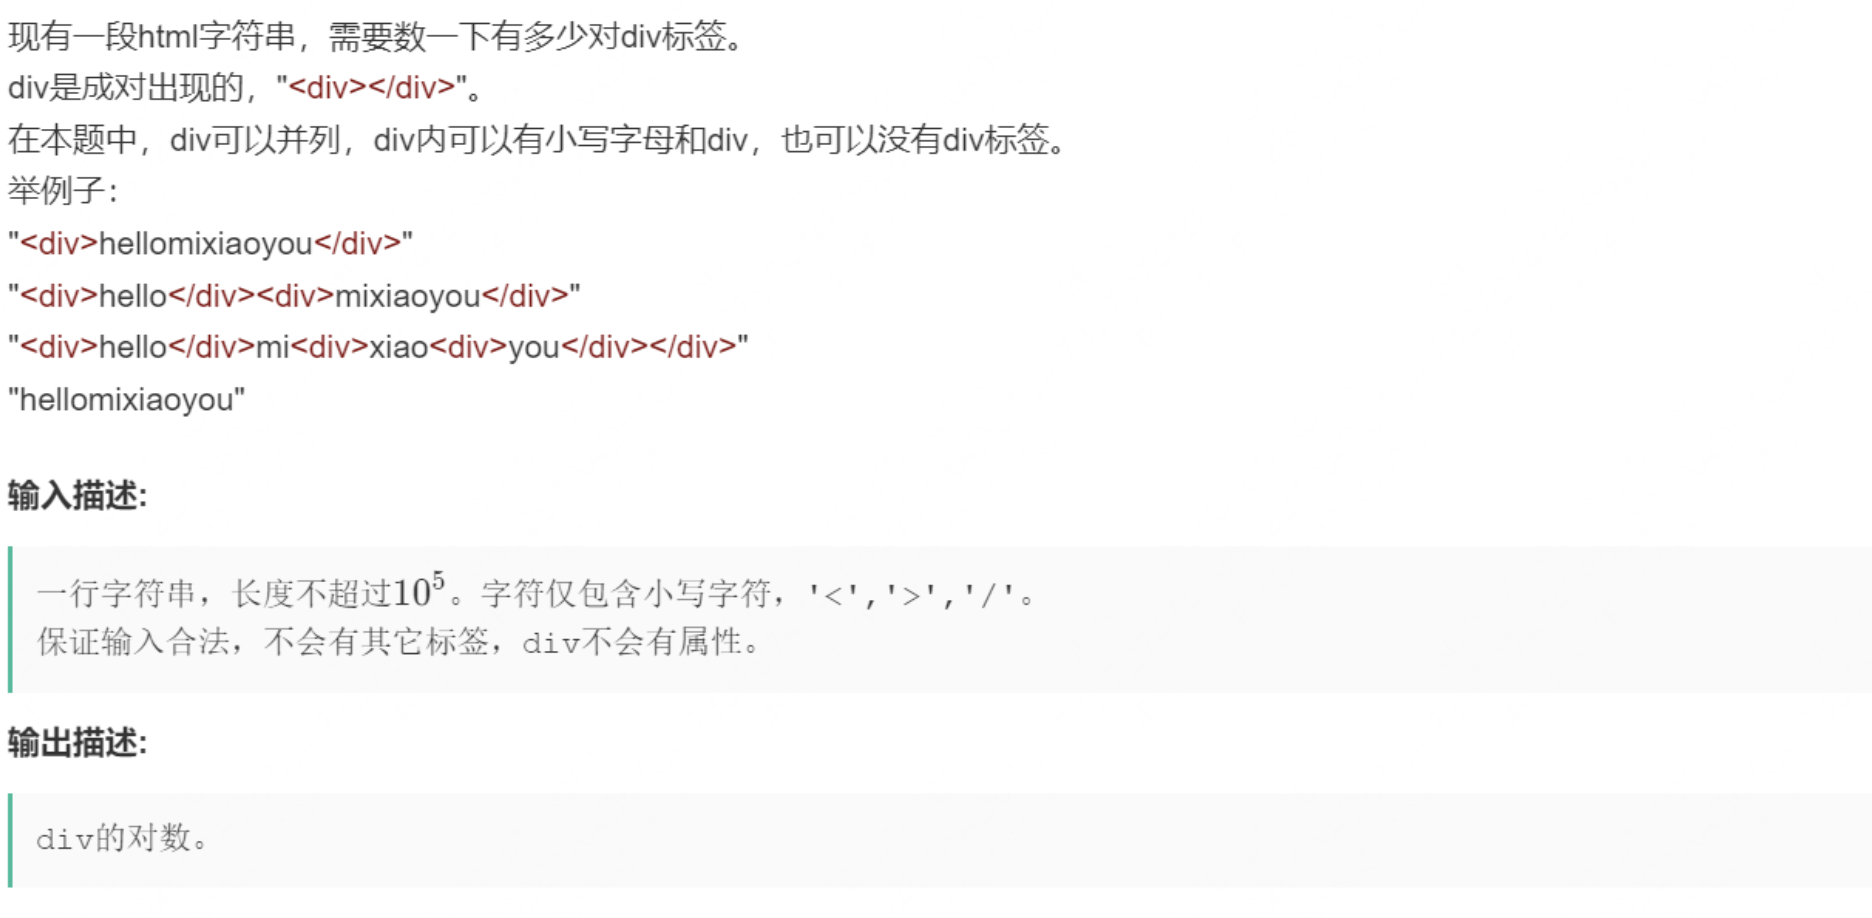 现有一段html字符串，需要数一下有多少对div标签。
div是成对出现的，"<div></div>"。
在本题中，div可以并列，div内可以有小写字母和div，也可以没有div标签。
举例子：
"<div>hellomixiaoyou</div>"
"<div>hello</div><div>mixiaoyou</div>"
"<div>hello</div>mi<div>xiao<div>you</div></div>"
"hellomixiaoyou"
输入描述:
一行字符串，长度不超过10⁵。字符仅包含小写字符，'<','>','/'。
保证输入合法，不会有其它标签，div不会有属性。
输出描述:
div的对数。